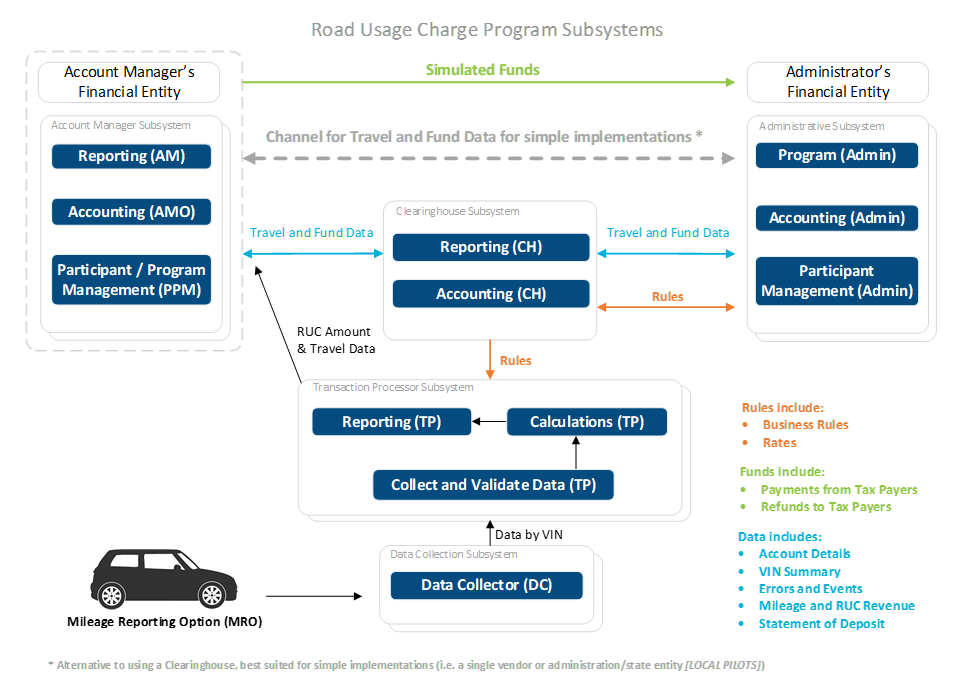 Road Usage Charge Program Subsystems
Account Manager's
Financial Entity
Simulated Funds
Administrator's
Financial Entity
Account Manager Subsystem
Reporting (AM)
Accounting (AMO)
Participant / Program
Management (PPM)
Channel for Travel and Fund Data for simple implementations *
Administrative Subsystem
Program (Admin)
Accounting (Admin)
Participant
Management (Admin)
Travel and Fund Data
Clearinghouse Subsystem
Reporting (CH)
Accounting (CH)
Travel and Fund Data
Rules
RUC Amount
& Travel Data
Rules
Transaction Processor Subsystem
Reporting (TP)
Calculations (TP)
Collect and Validate Data (TP)
Data by VIN
Data Collection Subsystem
Data Collector (DC)
Mileage Reporting Option (MRO)
Rules include:
• Business Rules
• Rates
Funds include:
• Payments from Tax Payers
• Refunds to Tax Payers
Data includes:
• Account Details
• VIN Summary
• Errors and Events
• Mileage and RUC Revenue
• Statement of Deposit
* Alternative to using a Clearinghouse, best suited for simple implementations (i.e. a single vendor or administration/state entity [LOCAL PILOTS])